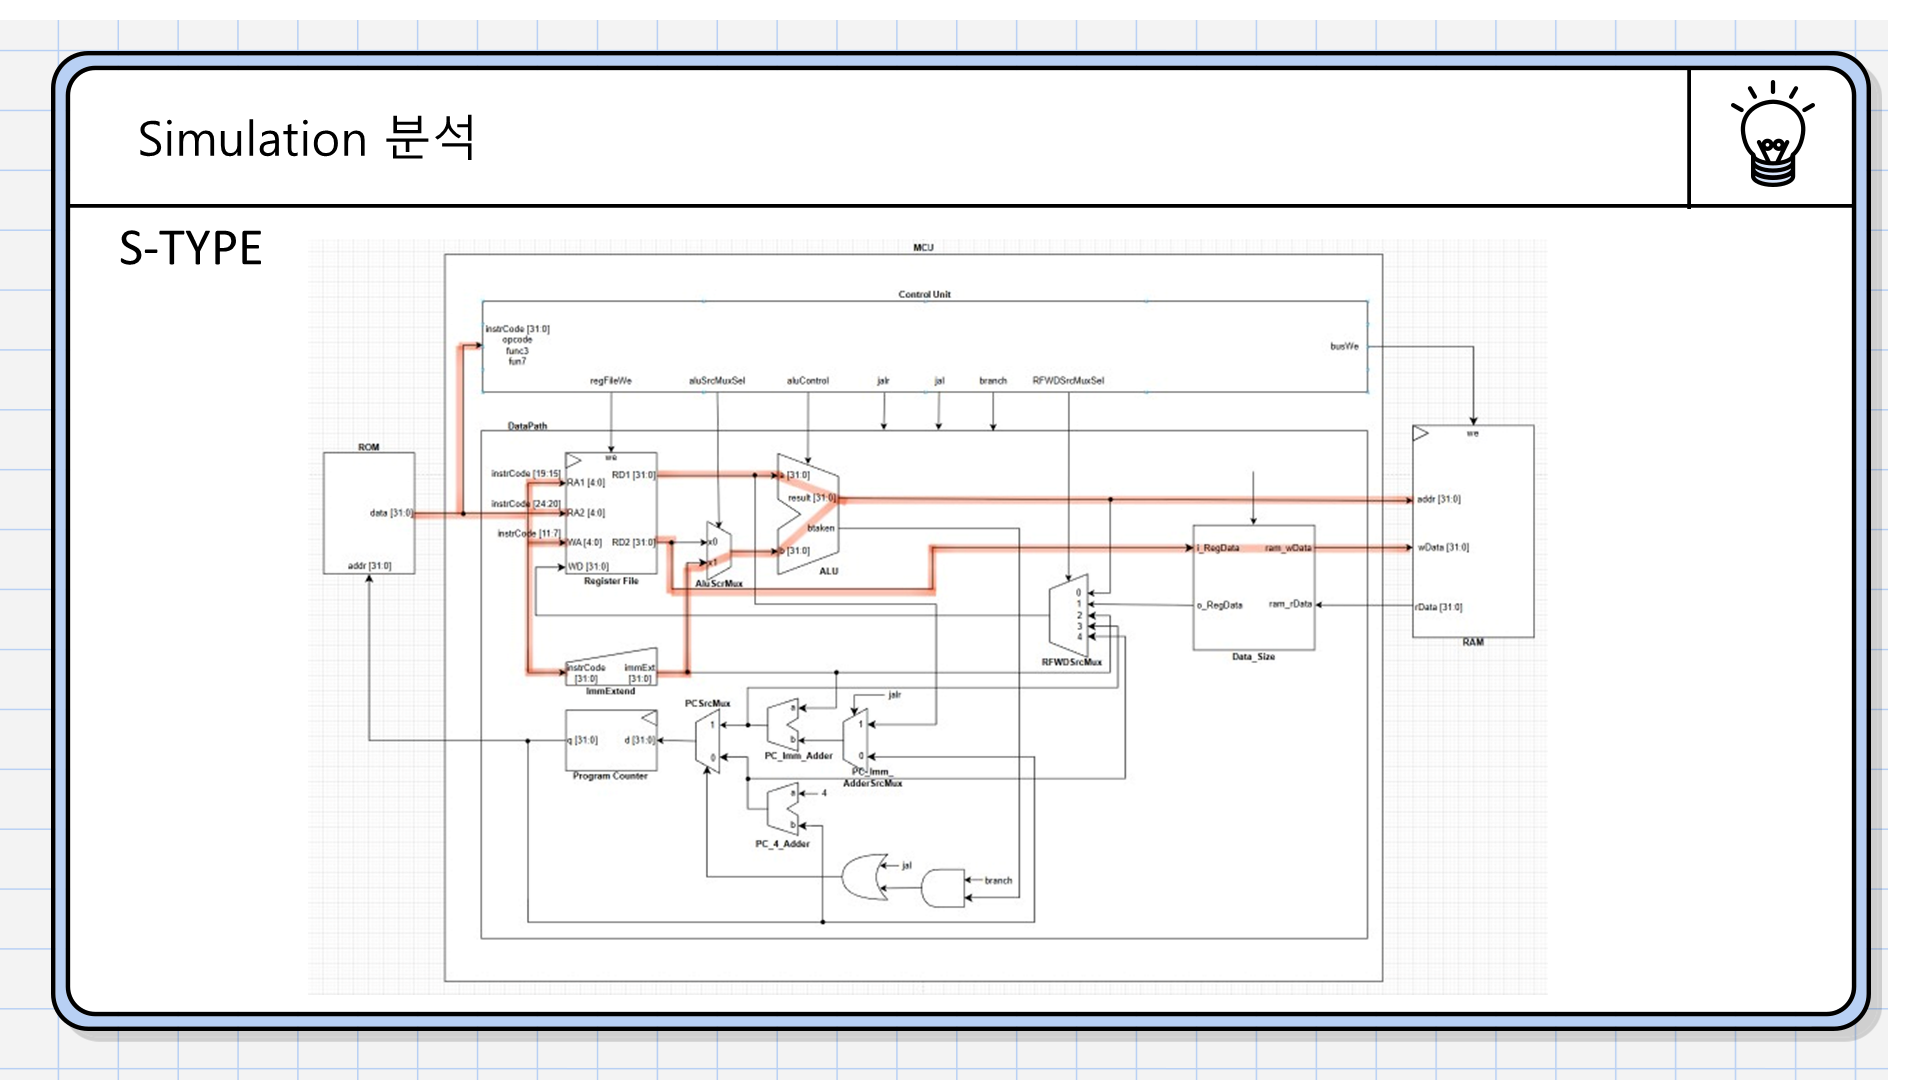 Simulation 분석
S-TYPE
MCU
Control Unit
instrCode [31:0]
opcode
func3
fun7
busWe
regFileWe
aluSrcMuxSel
aluControl
jalr
jal
branch
RFWDSrcMuxSel
DataPath
ROM
data [31:0]
addr [31:0]
instrCode [19:15]
instrCode [24:20]
instrCode [11:7]
we
RA1 [4:0]
RA2 [4:0]
WA [4:0]
WD [31:0]
RD1 [31:0]
RD2 [31:0]
Register File
x0
x1
AluScrMux
a [31:0]
result [31:0]
btaken
b [31:0]
ALU
0
1
2
3
4
RFWDSrcMux
i_RegData
ram_wData
o_RegData
ram_rData
Data_Size
we
addr [31:0]
wData [31:0]
rData [31:0]
RAM
instrCode
[31:0]
immExt
[31:0]
ImmExtend
PCSrcMux
1
0
q [31:0]
d [31:0]
Program Counter
a
b
PC_Imm_Adder
jalr
1
0
PC_Imm_
AdderSrcMux
a
4
b
PC_4_Adder
jal
branch